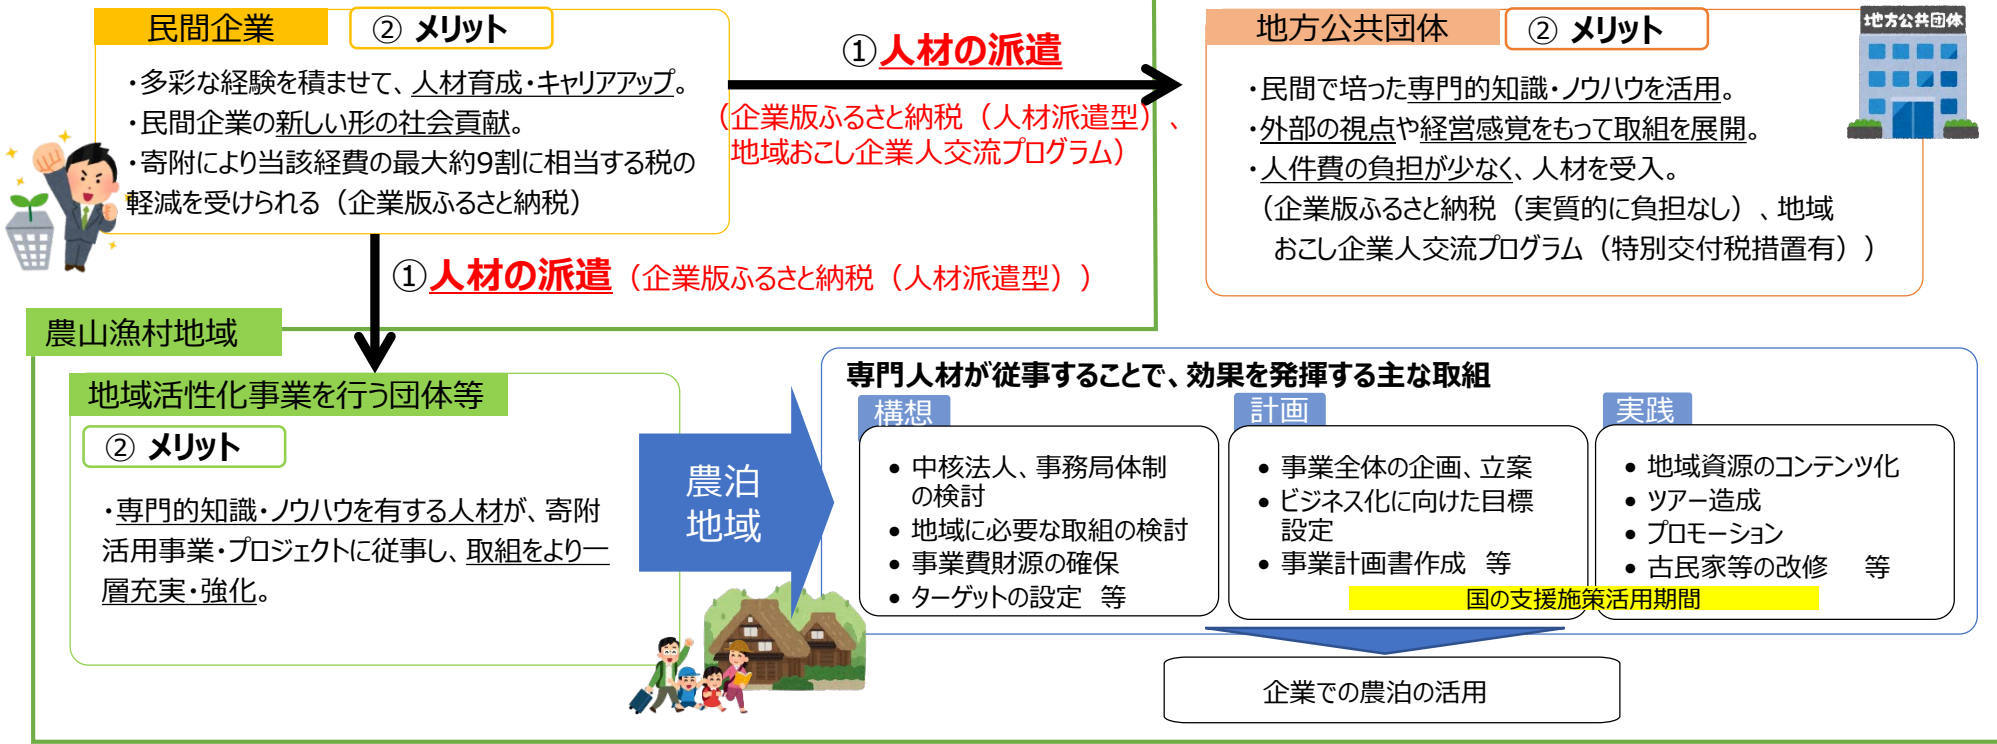 民間企業
② メリット
・多彩な経験を積ませて、人材育成・キャリアアップ。
・民間企業の新しい形の社会貢献。
・寄附により当該経費の最大約9割に相当する税の
軽減を受けられる（企業版ふるさと納税）
①人材の派遣
（企業版ふるさと納税（人材派遣型）、
地域おこし企業人交流プログラム）
地方公共団体
② メリット
地方公共団体
・民間で培った専門的知識・ノウハウを活用。
・外部の視点や経営感覚をもって取組を展開。
・人件費の負担が少なく、人材を受入。
（企業版ふるさと納税（実質的に負担なし）、地域
おこし企業人交流プログラム（特別交付税措置有））
①人材の派遣（企業版ふるさと納税（人材派遣型））
農山漁村地域
地域活性化事業を行う団体等
② メリット
・専門的知識・ノウハウを有する人材が、寄附
活用事業・プロジェクトに従事し、取組をより一
層充実・強化。
農泊
地域
専門人材が従事することで、効果を発揮する主な取組
構想
• 中核法人、事務局体制
の検討
• 地域に必要な取組の検討
• 事業費財源の確保
• ターゲットの設定　等
計画
• 事業全体の企画、立案
• ビジネス化に向けた目標
設定
• 事業計画書作成　等
実践
• 地域資源のコンテンツ化
• ツアー造成
• プロモーション
• 古民家等の改修　等
国の支援施策活用期間
企業での農泊の活用